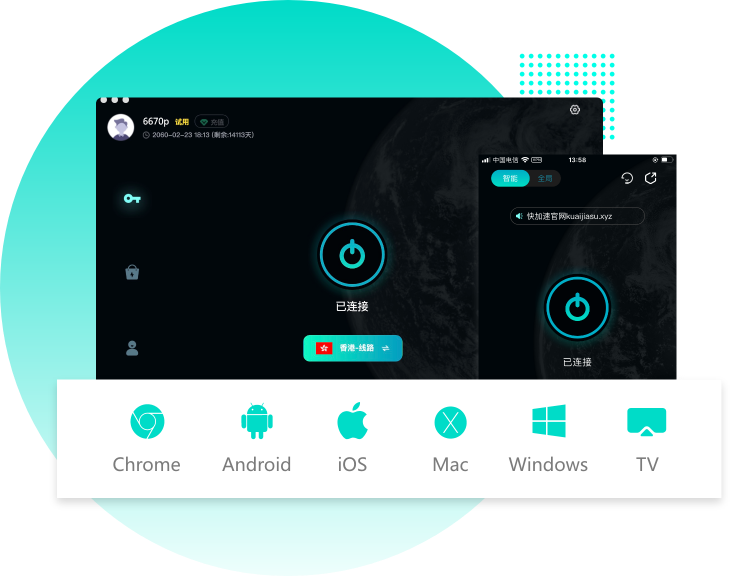 6670p 试用 充值
2060-02-23 18:13 (剩余:14113天)
已连接
香港-线路
中国电信 VPN 13:58
智能 全局
快加速官网kuaijiasu.xyz
已连接
Chrome Android iOS Mac Windows TV